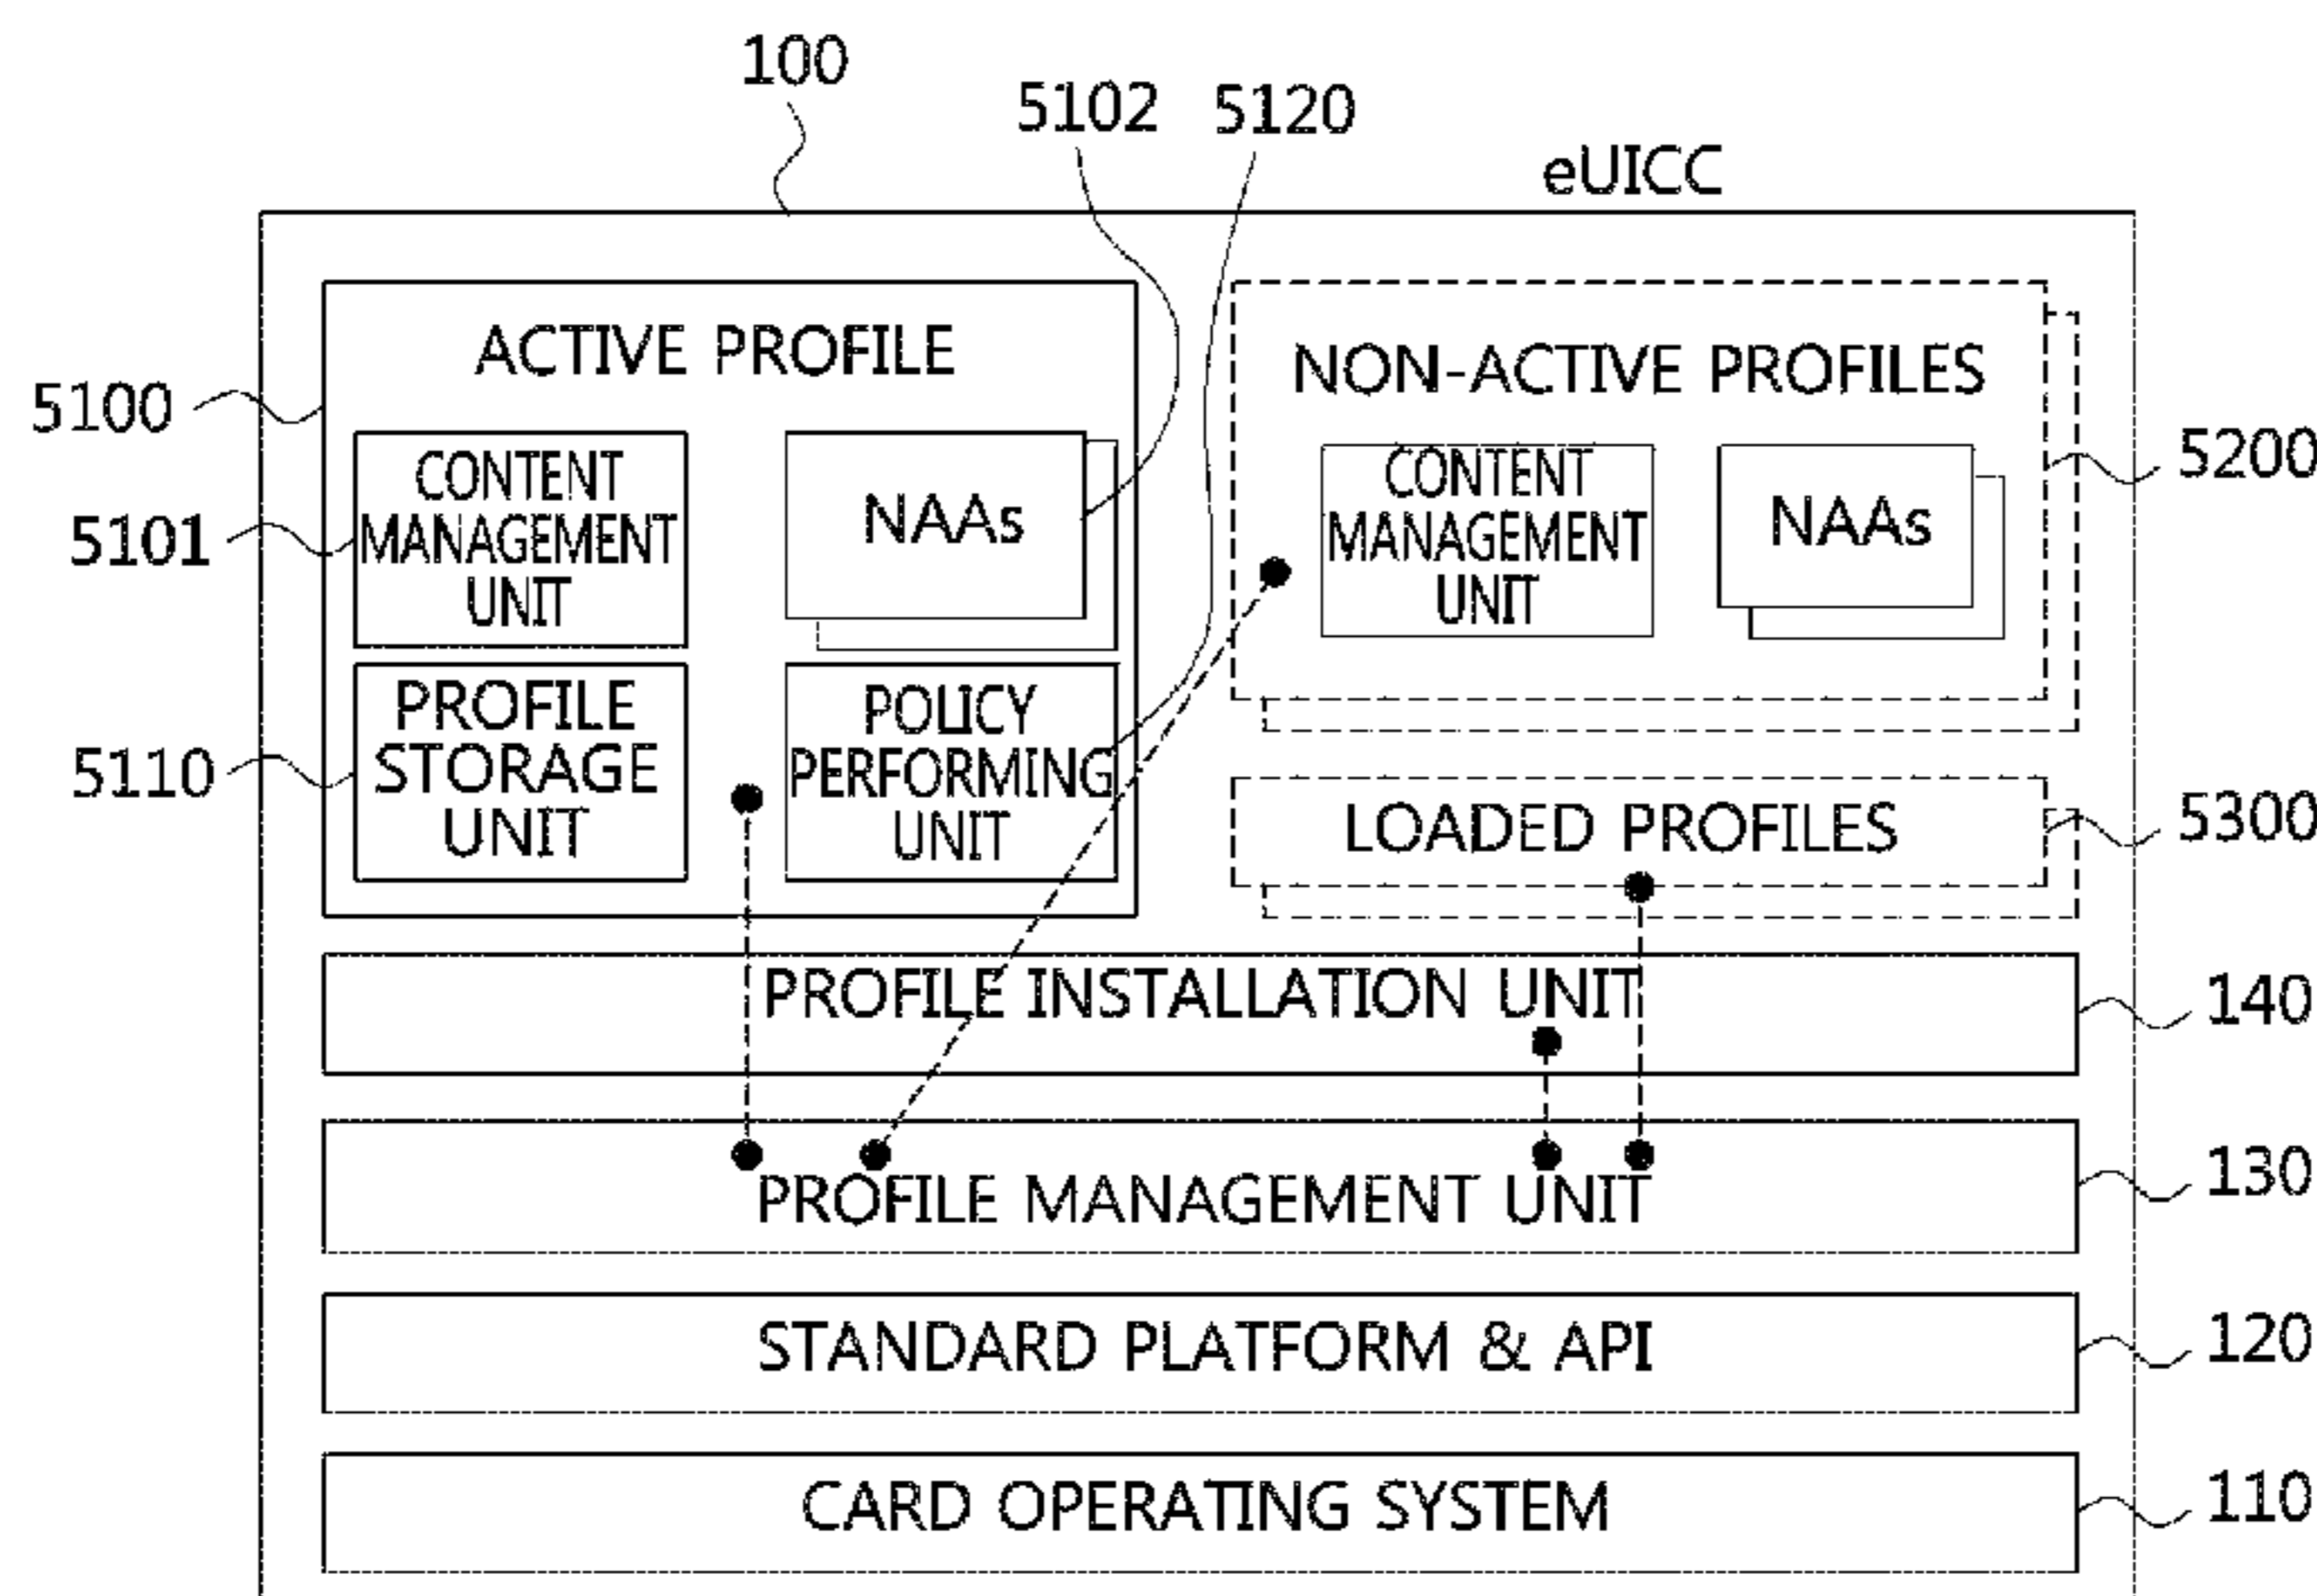 100
5102
5120
eUICC
ACTIVE PROFILE
NON-ACTIVE PROFILES
5100
CONTENT
MANAGEMENT
UNIT
NAAs
CONTENT
MANAGEMENT
UNIT
NAAs
5200
5101
PROFILE
STORAGE
UNIT
POLICY
PERFORMING
UNIT
5110
LOADED PROFILES
5300
PROFILE INSTALLATION UNIT
140
PROFILE MANAGEMENT UNIT
130
STANDARD PLATFORM & API
120
CARD OPERATING SYSTEM
110